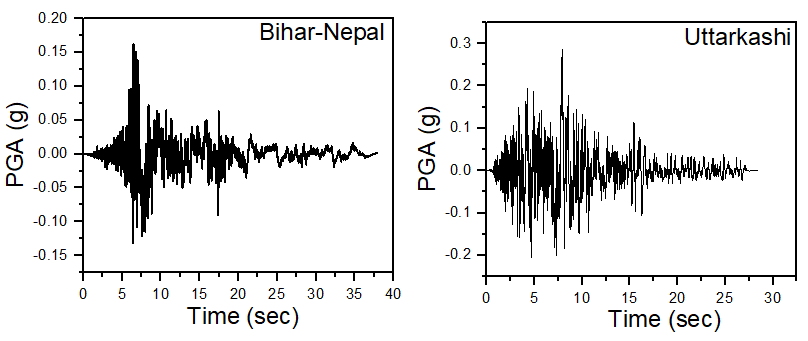 Bihar-Nepal
PGA (g)
0.20
0.15
0.10
0.05
0.00
-0.05
-0.10
-0.15
0 5 10 15 20 25 30 35 40
Time (sec)
Uttarkashi
PGA (g)
0.3
0.2
0.1
0.0
-0.1
-0.2
0 5 10 15 20 25 30
Time (sec)